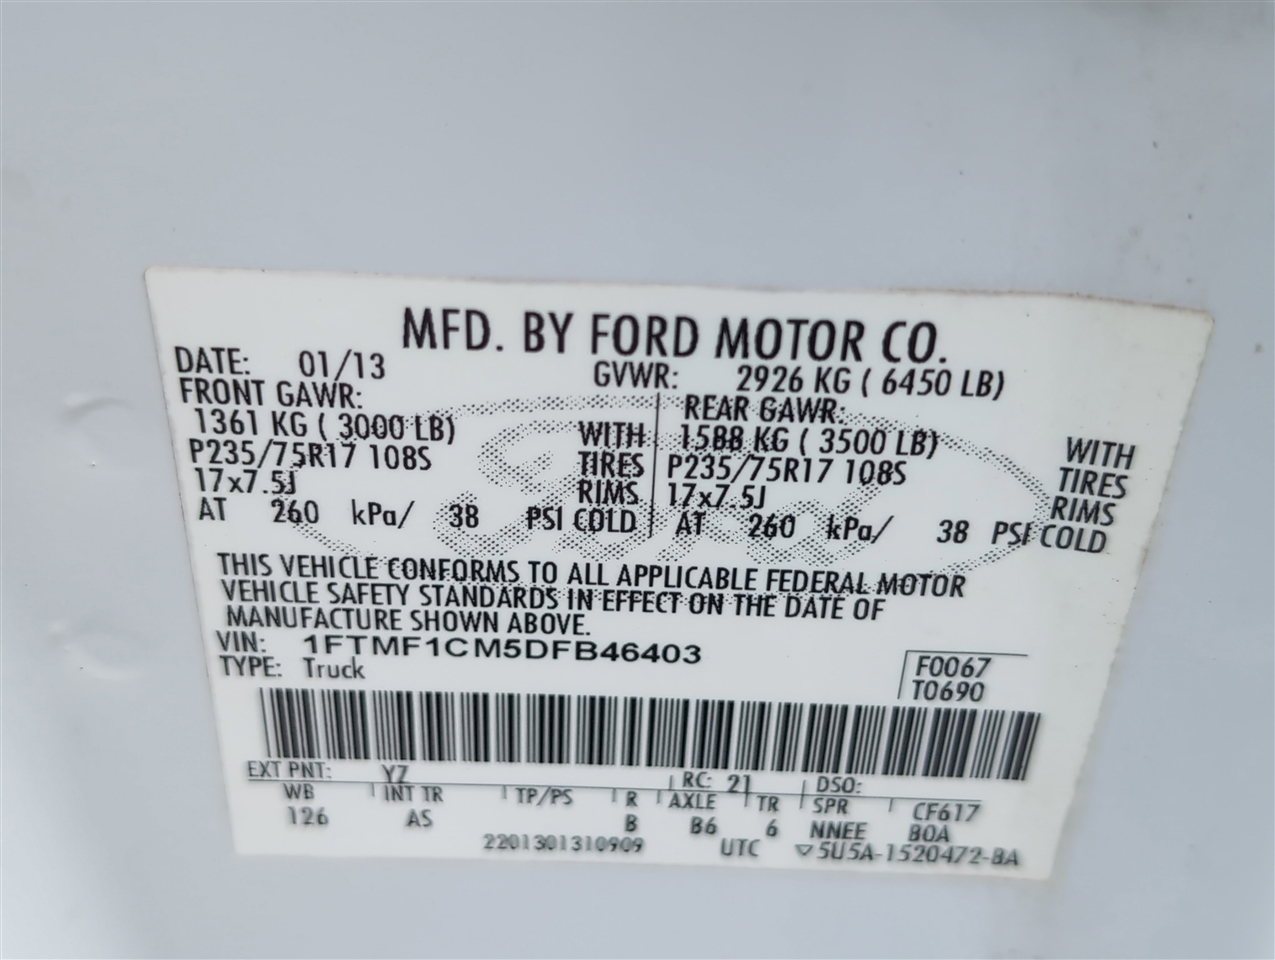 MFD. BY FORD MOTOR CO.
DATE: 01/13 GVWR: 2926 KG ( 6450 LB)
FRONT GAWR: REAR GAWR:
1361 KG ( 3000 LB) WITH 1588 KG ( 3500 LB) WITH
P235/75R17 108S TIRES P235/75R17 108S TIRES
17x7.5J RIMS 17x7.5J RIMS
AT 260 kPa/ 38 PSI COLD AT 260 kPa/ 38 PSI COLD
THIS VEHICLE CONFORMS TO ALL APPLICABLE FEDERAL MOTOR
VEHICLE SAFETY STANDARDS IN EFFECT ON THE DATE OF
MANUFACTURE SHOWN ABOVE.
VIN: 1FTMF1CM5DFB46403
TYPE: Truck
F0067
T0690
EXT PNT: YZ RC: 21 DSO:
WB INT TR TP/PS R AXLE TR SPR CF617
126 AS B B6 6 NNEE BOA
2201301310909 UTC ▽5U5A-1520472-BA
Ford